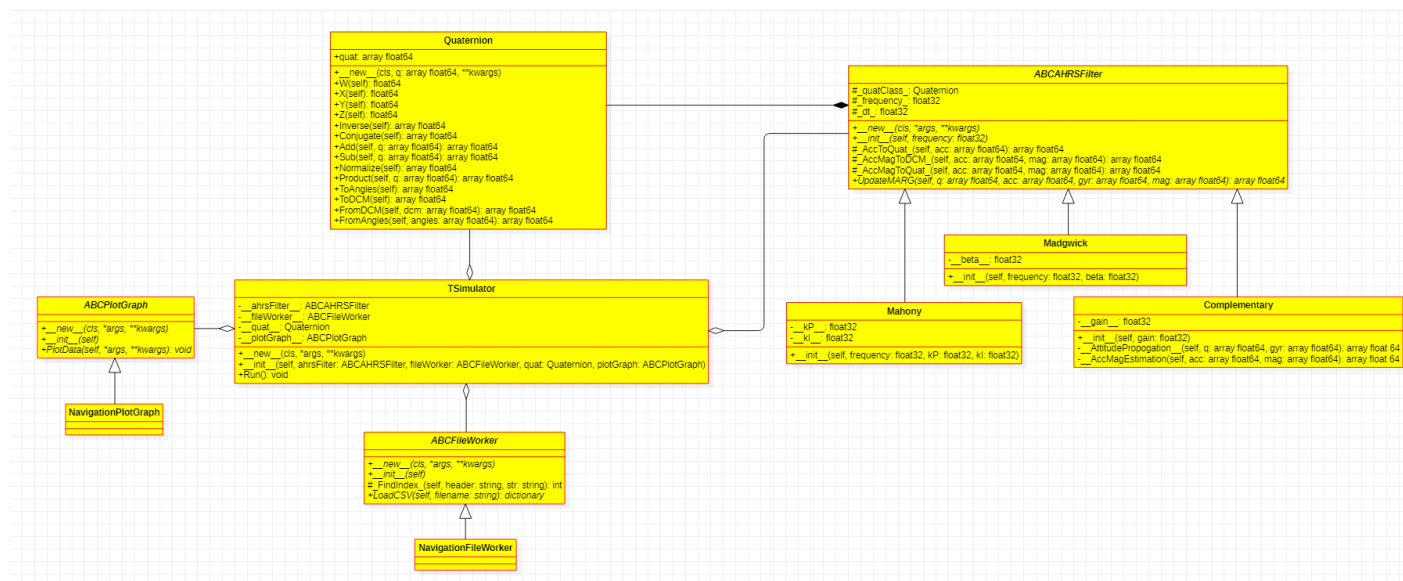 Quaternion
+quat: array float64
+__new__(cls, q: array float64, **kwargs)
+W(self): float64
+X(self): float64
+Y(self): float64
+Z(self): float64
+Inverse(self): array float64
+Conjugate(self): array float64
+Add(self, q: array float64): array float64
+Sub(self, q: array float64): array float64
+Normalize(self): array float64
+Product(self, q: array float64): array float64
+ToAngles(self): array float64
+ToDCM(self): array float64
+FromDCM(self, dcm: array float64): array float64
+FromAngles(self, angles: array float64): array float64
ABCAHRSFilter
#_quatClass_: Quaternion
#_frequency_: float32
#_dt_: float32
+__new__(cls, *args, **kwargs)
+__init__(self, frequency: float32)
#_AccToQuat_(self, acc: array float64): array float64
#_AccMagToDCM_(self, acc: array float64, mag: array float64): array float64
#_AccMagToQuat_(self, acc: array float64, mag: array float64): array float64
+UpdateMARG(self, q: array float64, acc: array float64, gyr: array float64, mag: array float64): array float64
Madgwick
-__beta__: float32
+__init__(self, frequency: float32, beta: float32)
TSimulator
-__ahrsFilter__: ABCAHRSFilter
-__fileWorker__: ABCFileWorker
-__quat__: Quaternion
-__plotGraph__: ABCPlotGraph
+__new__(cls, *args, **kwargs)
+__init__(self, ahrsFilter: ABCAHRSFilter, fileWorker: ABCFileWorker, quat: Quaternion, plotGraph: ABCPlotGraph)
+Run(): void
ABCPlotGraph
+__new__(cls, *args, **kwargs)
+__init__(self)
+PlotData(self, *args, **kwargs): void
Mahony
-__kP__: float32
-__kI__: float32
+__init__(self, frequency: float32, kP: float32, kI: float32)
Complementary
-__gain__: float32
+__init__(self, gain: float32)
-__AttitudePropogation__(self, q: array float64, gyr: array float64): array float 64
-__AccMagEstimation(self, acc: array float64, mag: array float64): array float 64
NavigationPlotGraph
ABCFileWorker
+__new__(cls, *args, **kwargs)
+__init__(self)
#_FindIndex_(self, header: string, str: string): int
+LoadCSV(self, filename: string): dictionary
NavigationFileWorker